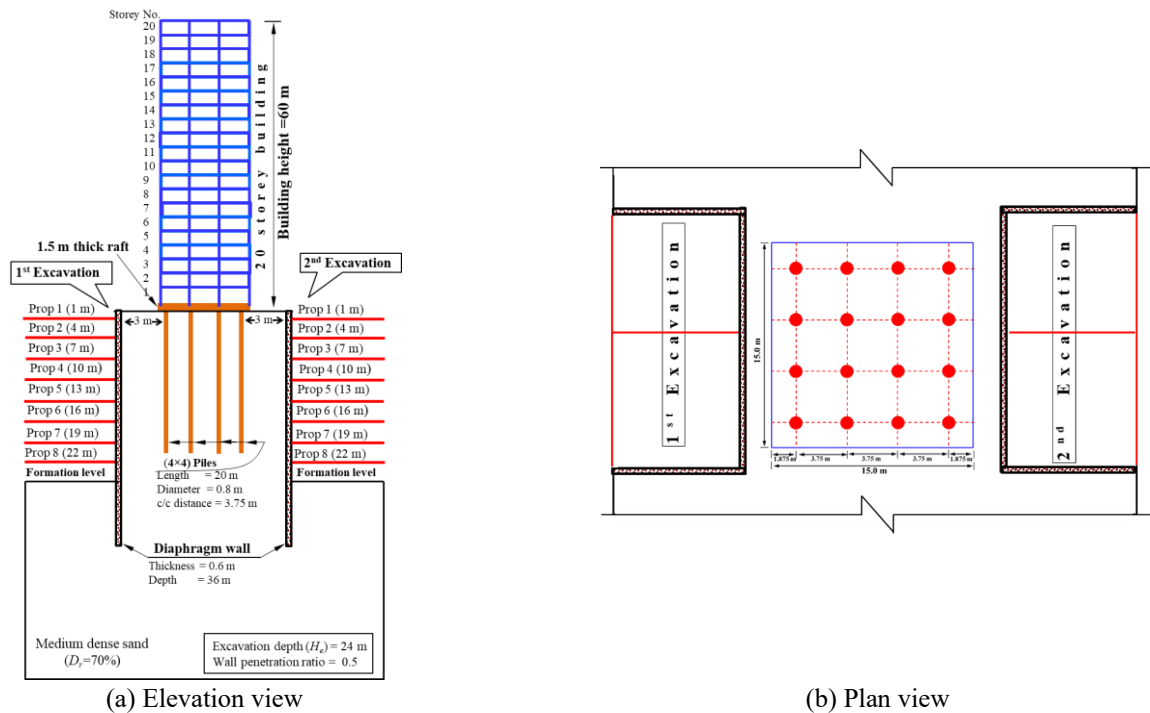 Storey No.
20
19
18
17
16
15
14
13
12
11
10
9
8
7
6
5
4
3
2
1
20 storey building
Building height =60 m
1.5 m thick raft
1st Excavation
2nd Excavation
Prop 1 (1 m)
Prop 2 (4 m)
Prop 3 (7 m)
Prop 4 (10 m)
Prop 5 (13 m)
Prop 6 (16 m)
Prop 7 (19 m)
Prop 8 (22 m)
Formation level
3 m
3 m
Prop 1 (1 m)
Prop 2 (4 m)
Prop 3 (7 m)
Prop 4 (10 m)
Prop 5 (13 m)
Prop 6 (16 m)
Prop 7 (19 m)
Prop 8 (22 m)
Formation level
(4×4) Piles
Length = 20 m
Diameter = 0.8 m
c/c distance = 3.75 m
Diaphragm wall
Thickness = 0.6 m
Depth = 36 m
Medium dense sand
(Dr=70%)
Excavation depth (He) = 24 m
Wall penetration ratio = 0.5
(a) Elevation view
1st Excavation
15.0 m
2nd Excavation
1.875 m
3.75 m
3.75 m
3.75 m
1.875 m
15.0 m
(b) Plan view